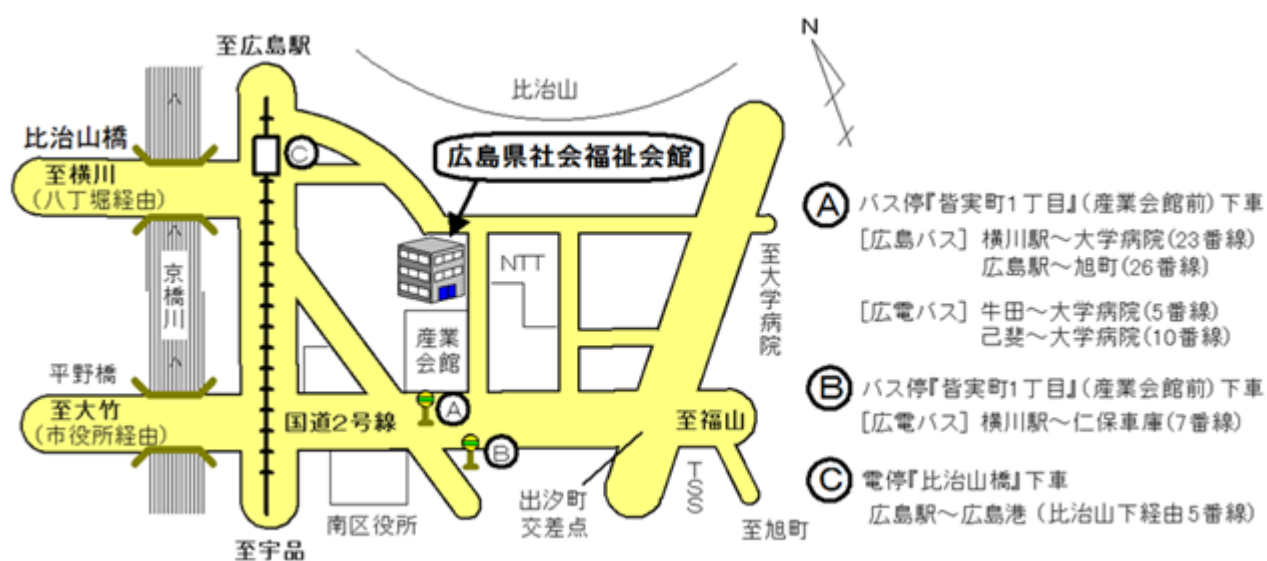 至広島駅
N
比治山
比治山橋
C
広島県社会福祉会館
至横川
(八丁堀経由)
京橋川
NTT
至大学病院
産業
会館
平野橋
至大竹
(市役所経由)
国道2号線
A
B
至福山
TSS
出汐町
交差点
南区役所
至旭町
至宇品
A バス停『皆実町1丁目』(産業会館前)下車
[広島バス] 横川駅～大学病院(23番線)
広島駅～旭町(26番線)
[広電バス] 牛田～大学病院(5番線)
己斐～大学病院(10番線)
B バス停『皆実町1丁目』(産業会館前)下車
[広電バス] 横川駅～仁保車庫(7番線)
C 電停『比治山橋』下車
広島駅～広島港 (比治山下経由5番線)